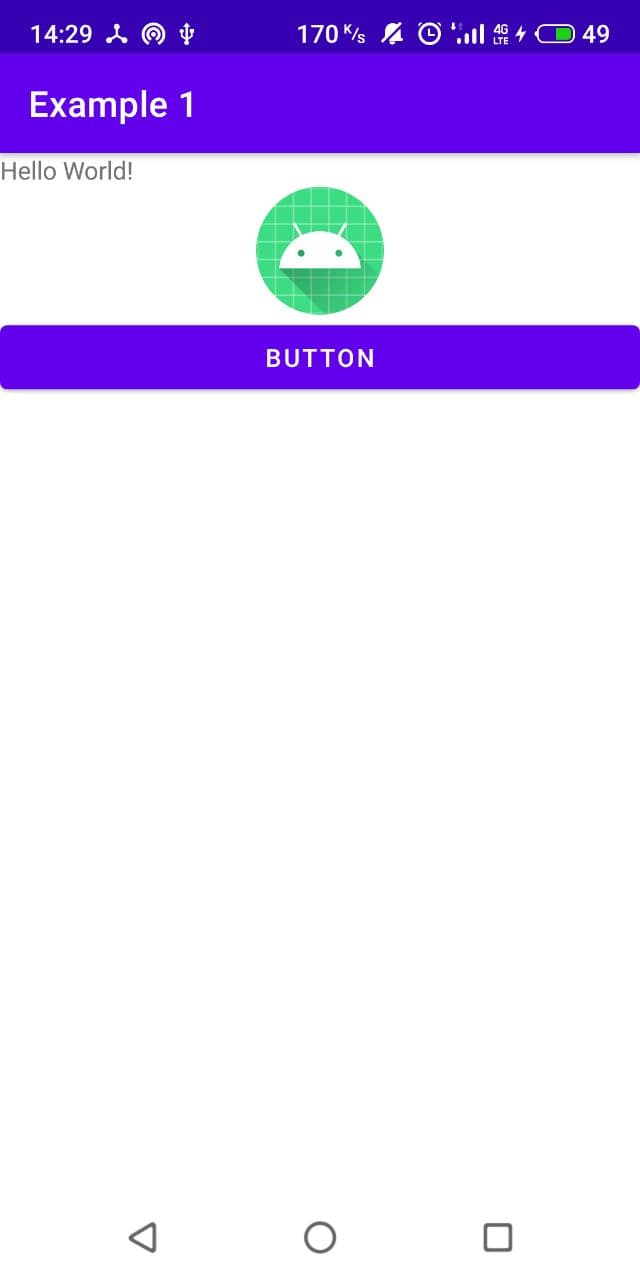 14:29 170 K/s 4G LTE 49
Example 1
Hello World!
BUTTON